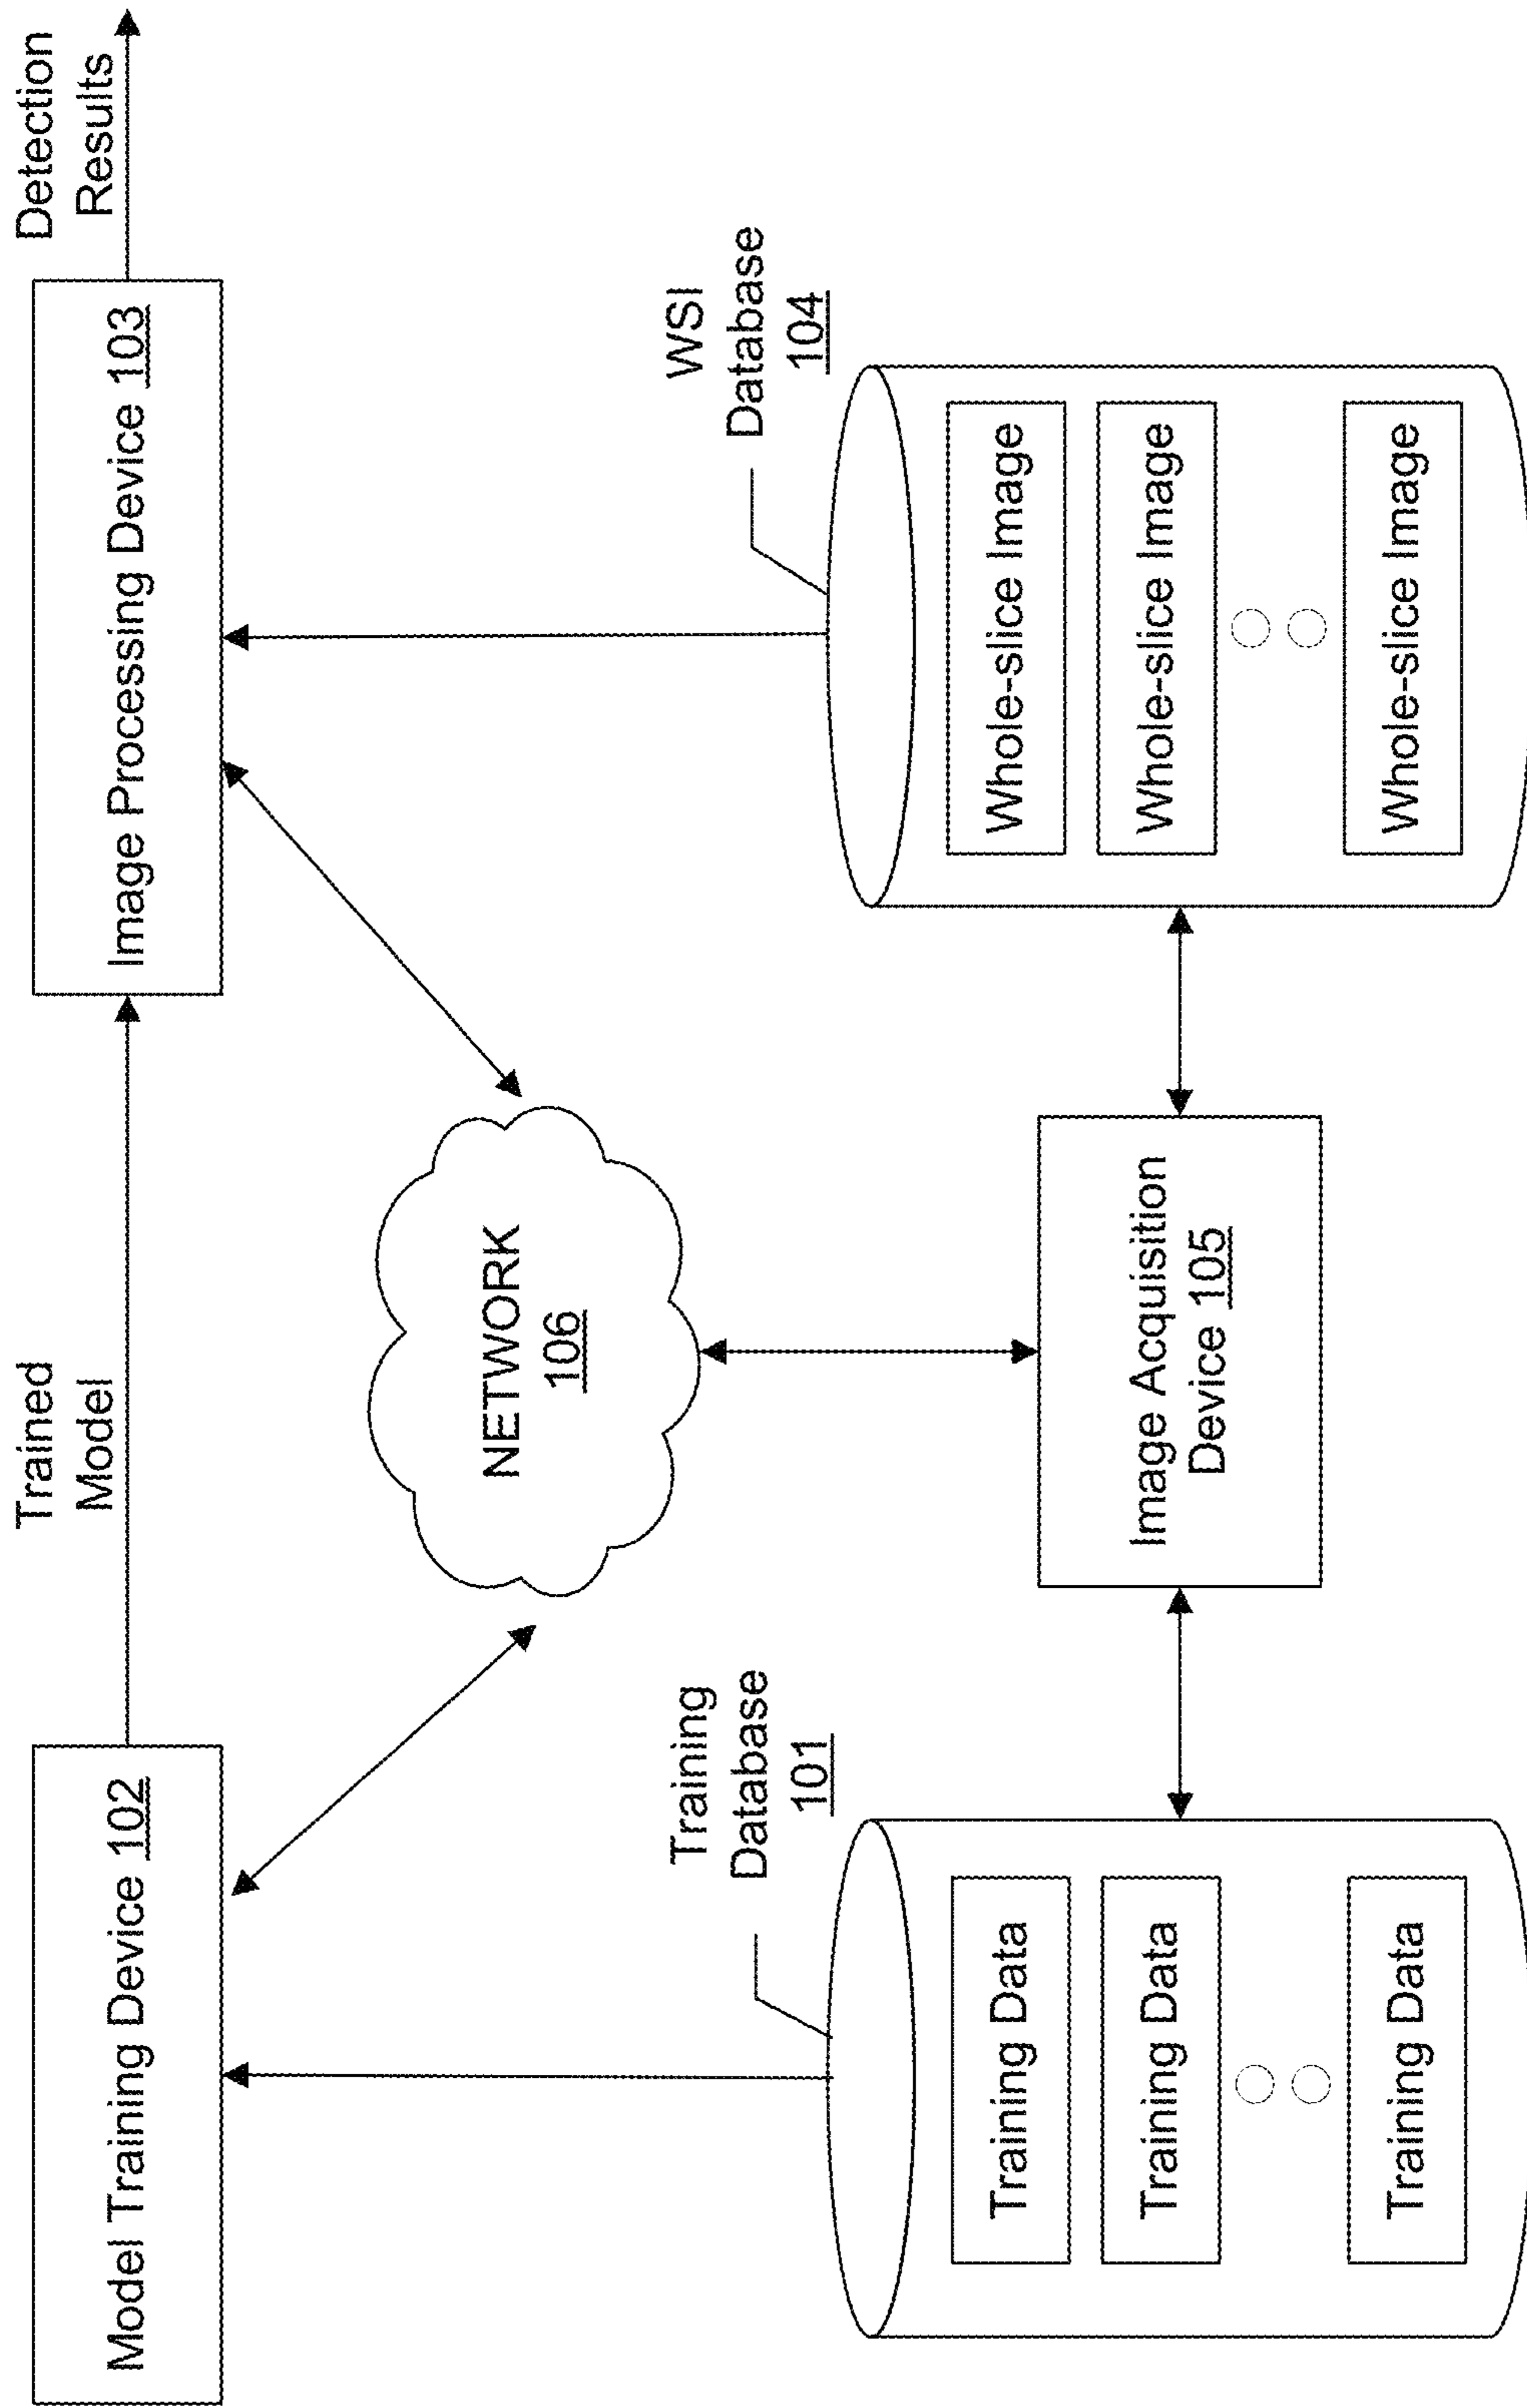 Trained
Model
Detection
Results
Model Training Device 102
Image Processing Device 103
NETWORK
106
Training
Database
101
WSI
Database
104
Training Data
Training Data
Training Data
Image Acquisition
Device 105
Whole-slice Image
Whole-slice Image
Whole-slice Image